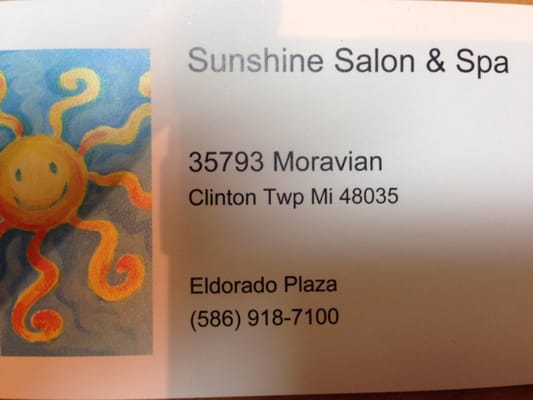 Sunshine Salon & Spa
35793 Moravian
Clinton Twp Mi 48035
Eldorado Plaza
(586) 918-7100